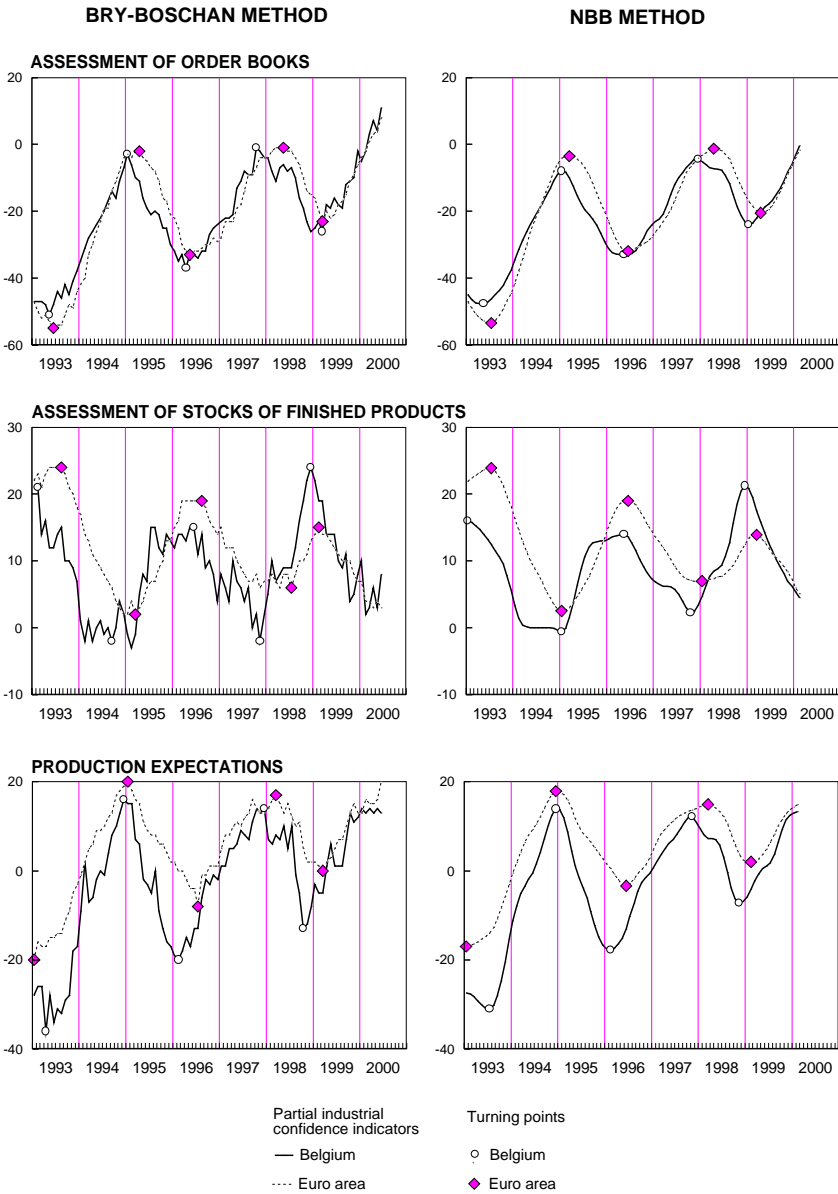 BRY-BOSCHAN METHOD
NBB METHOD
ASSESSMENT OF ORDER BOOKS
20
0
-20
-40
-60
1993 1994 1995 1996 1997 1998 1999 2000
20
0
-20
-40
-60
1993 1994 1995 1996 1997 1998 1999 2000
ASSESSMENT OF STOCKS OF FINISHED PRODUCTS
30
20
10
0
-10
1993 1994 1995 1996 1997 1998 1999 2000
30
20
10
0
-10
1993 1994 1995 1996 1997 1998 1999 2000
PRODUCTION EXPECTATIONS
20
0
-20
-40
1993 1994 1995 1996 1997 1998 1999 2000
20
0
-20
-40
1993 1994 1995 1996 1997 1998 1999 2000
Partial industrial
confidence indicators
Belgium
Euro area
Turning points
Belgium
Euro area